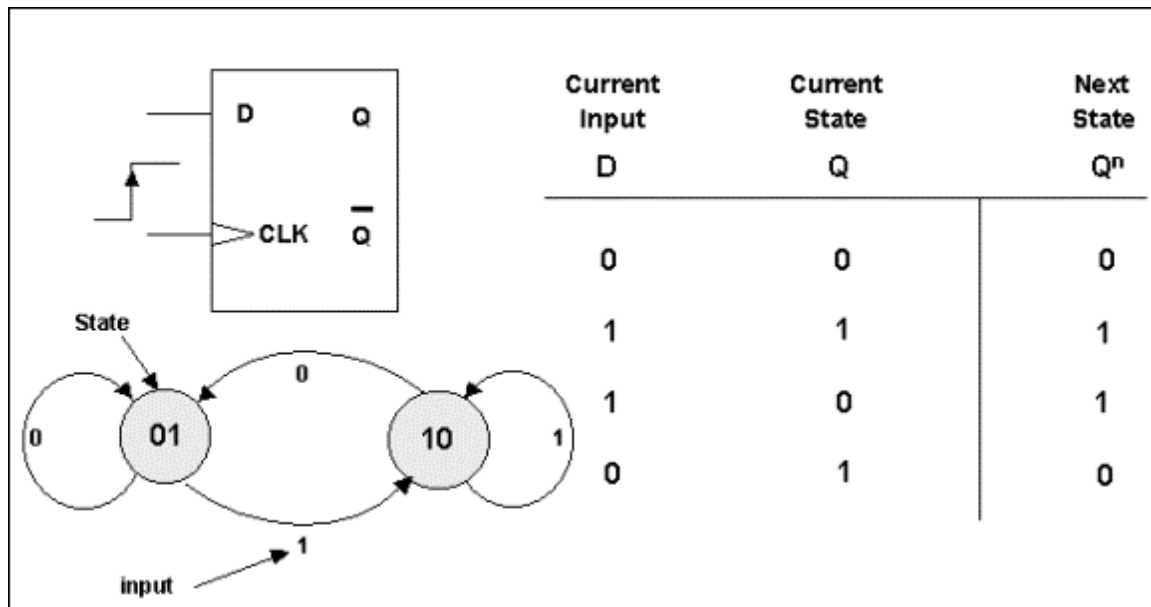 D Q
CLK Q̅
State
0
0
01
10
1
1
input
Current Current Next
Input State State
D Q Qⁿ
0 0 0
1 1 1
1 0 1
0 1 0